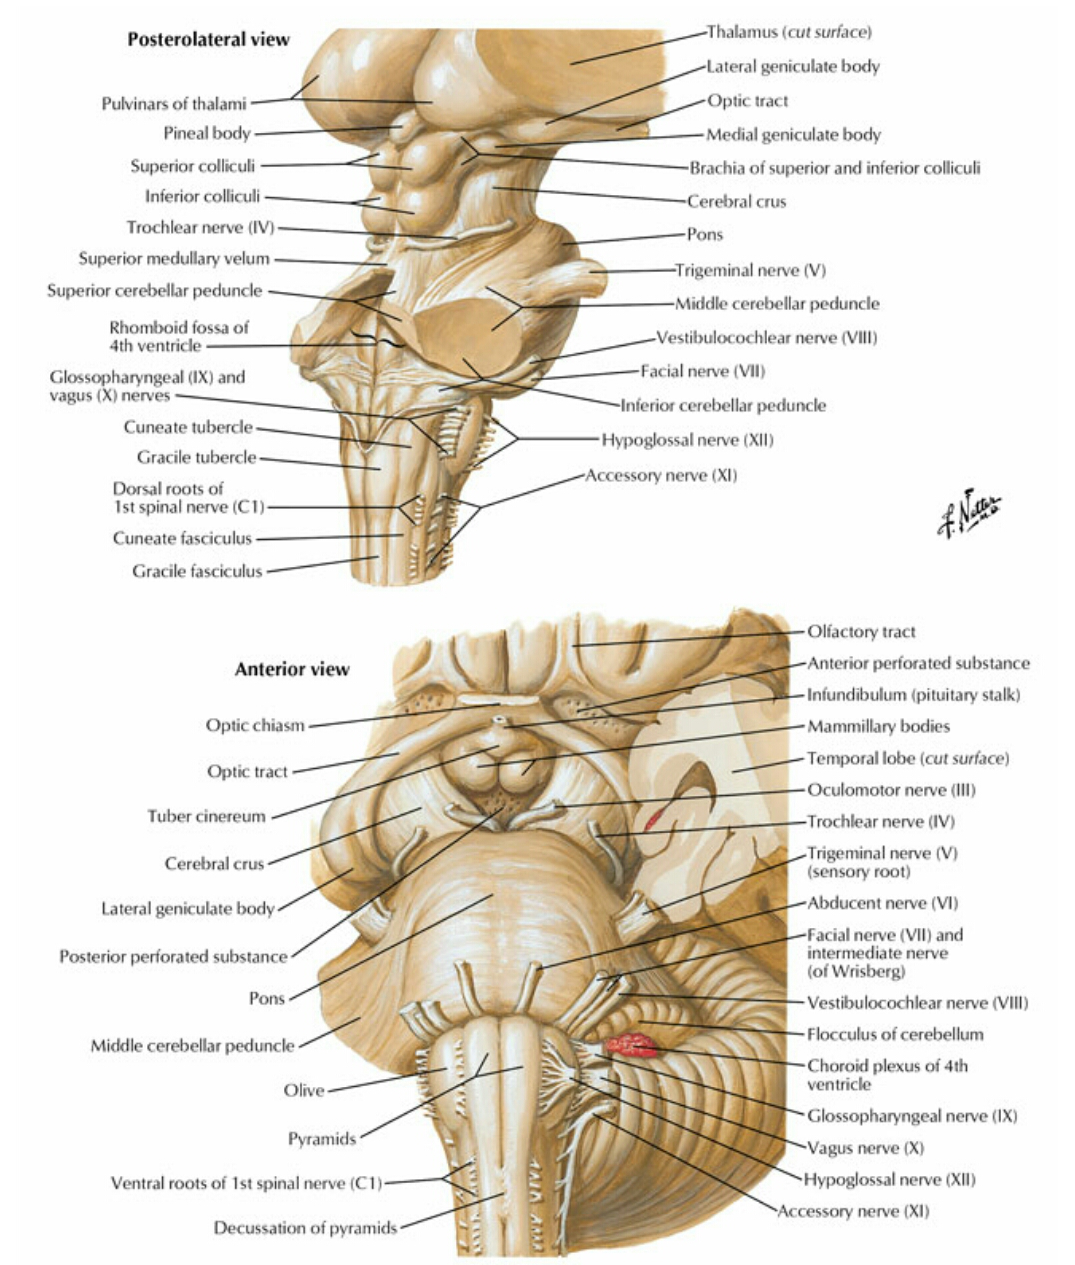 Posterolateral view
Pulvinars of thalami
Pineal body
Superior colliculi
Inferior colliculi
Trochlear nerve (IV)
Superior medullary velum
Superior cerebellar peduncle
Rhomboid fossa of
4th ventricle
Glossopharyngeal (IX) and
vagus (X) nerves
Cuneate tubercle
Gracile tubercle
Dorsal roots of
1st spinal nerve (C1)
Cuneate fasciculus
Gracile fasciculus
Thalamus (cut surface)
Lateral geniculate body
Optic tract
Medial geniculate body
Brachia of superior and inferior colliculi
Cerebral crus
Pons
Trigeminal nerve (V)
Middle cerebellar peduncle
Vestibulocochlear nerve (VIII)
Facial nerve (VII)
Inferior cerebellar peduncle
Hypoglossal nerve (XII)
Accessory nerve (XI)
F. Netter
M.D.
Anterior view
Optic chiasm
Optic tract
Tuber cinereum
Cerebral crus
Lateral geniculate body
Posterior perforated substance
Pons
Middle cerebellar peduncle
Olive
Pyramids
Ventral roots of 1st spinal nerve (C1)
Decussation of pyramids
Olfactory tract
Anterior perforated substance
Infundibulum (pituitary stalk)
Mammillary bodies
Temporal lobe (cut surface)
Oculomotor nerve (III)
Trochlear nerve (IV)
Trigeminal nerve (V)
(sensory root)
Abducent nerve (VI)
Facial nerve (VII) and
intermediate nerve
(of Wrisberg)
Vestibulocochlear nerve (VIII)
Flocculus of cerebellum
Choroid plexus of 4th
ventricle
Glossopharyngeal nerve (IX)
Vagus nerve (X)
Hypoglossal nerve (XII)
Accessory nerve (XI)